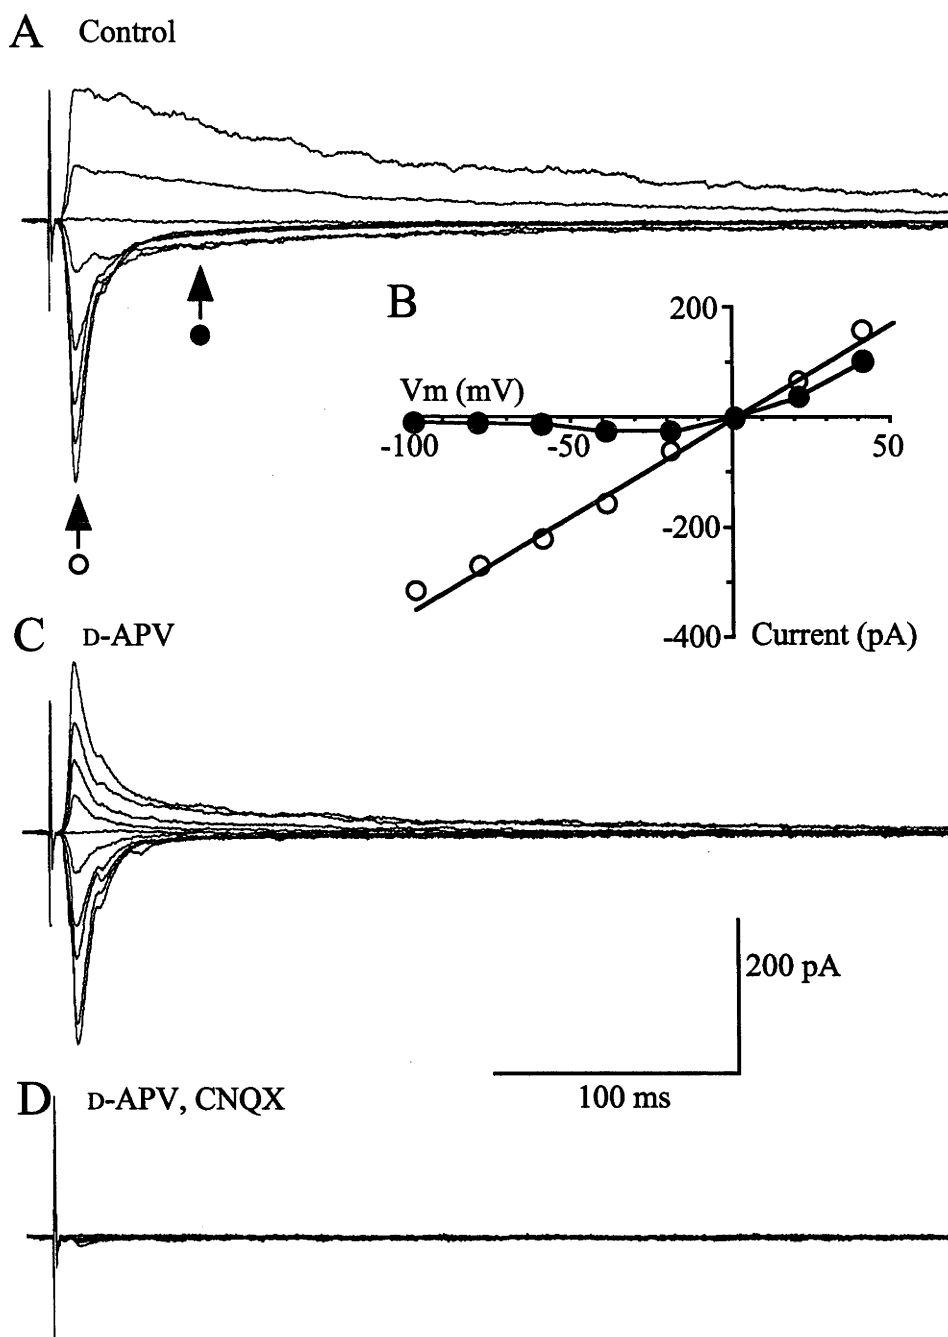 A Control
B
200
Vm (mV)
-100 -50 50
-200
-400 Current (pA)
C D-APV
200 pA
100 ms
D D-APV, CNQX